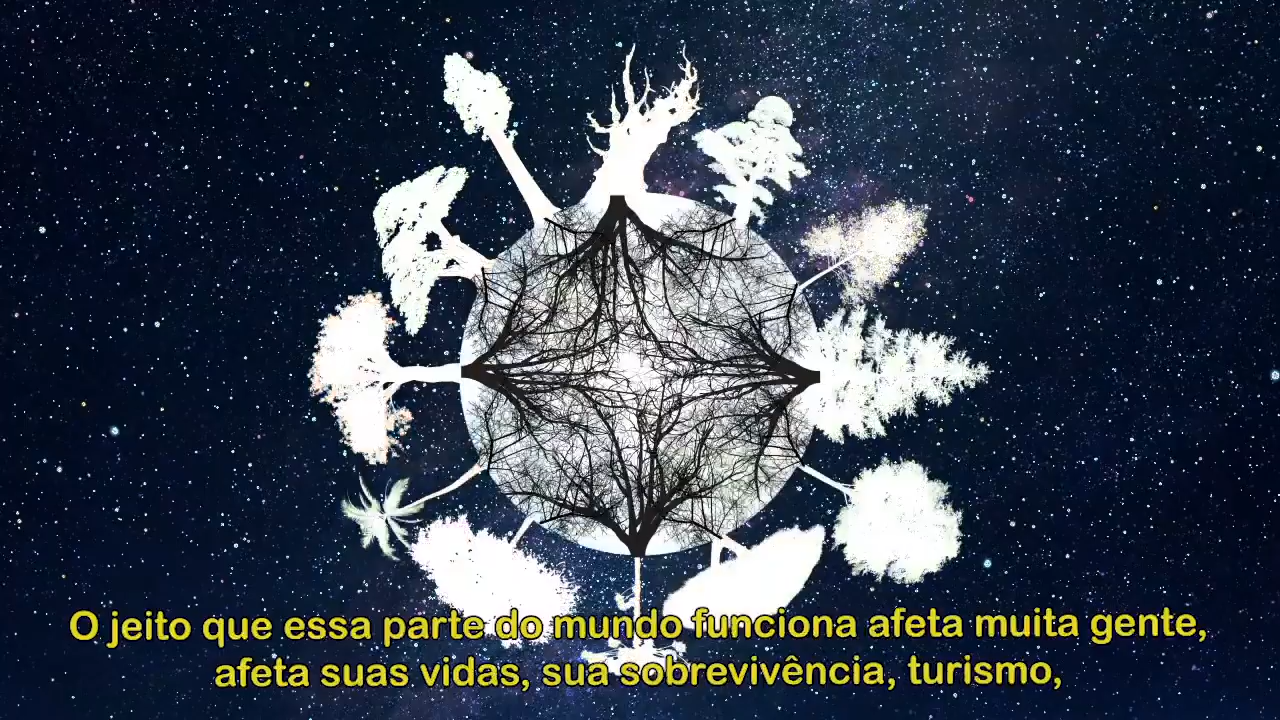 O jeito que essa parte do mundo funciona afeta muita gente,
afeta suas vidas, sua sobrevivência, turismo,